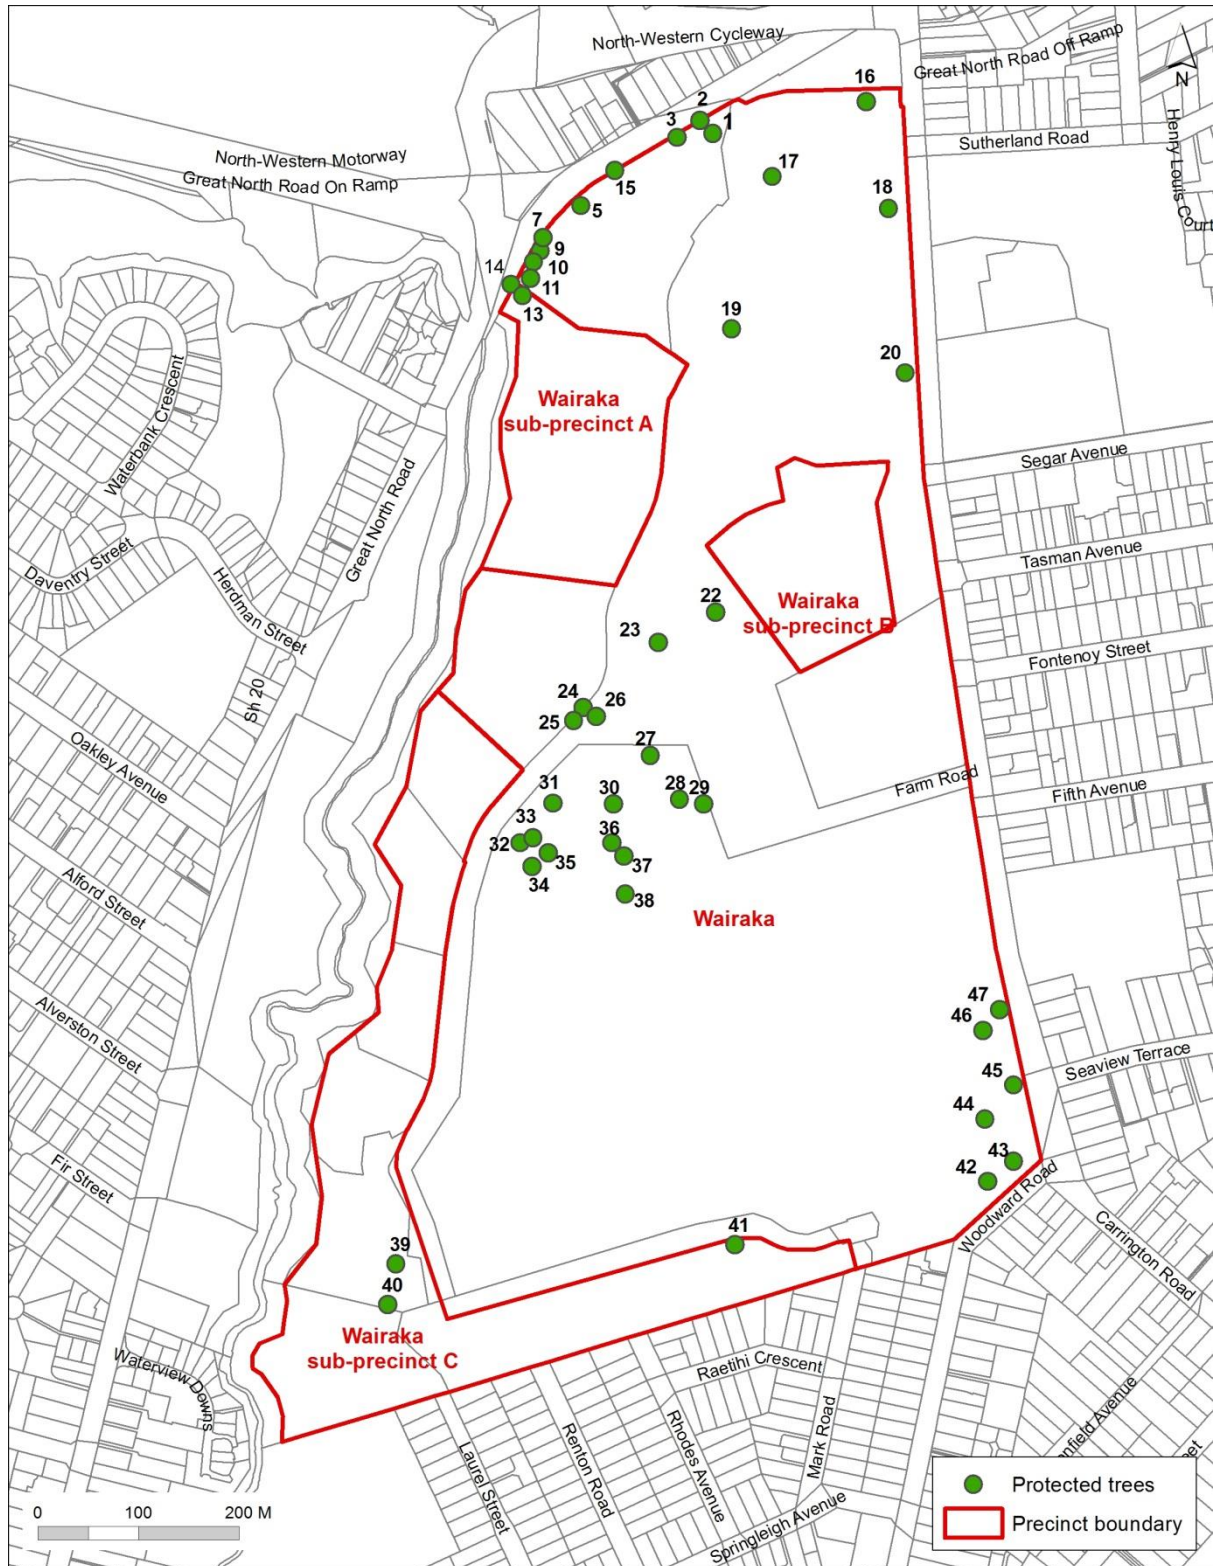 North-Western Cycleway
Great North Road Off Ramp
N
16
2
3
1
Sutherland Road
Henry Louis Court
North-Western Motorway
Great North Road On Ramp
17
15
5
18
7
9
10
14
11
13
19
20
Waterbank Crescent
Wairaka
sub-precinct A
Segar Avenue
Great North Road
Tasman Avenue
Daventry Street
Herdman Street
22
Wairaka
sub-precinct B
23
Fontenoy Street
Sh 20
24
26
25
Oakley Avenue
27
Farm Road
Fifth Avenue
31
30
28
29
33
32
36
35
37
34
38
Alford Street
Wairaka
Alverston Street
47
46
Seaview Terrace
45
44
43
42
Fir Street
Woodward Road
Carrington Road
41
39
40
Wairaka
sub-precinct C
Waterview Downs
Raetihi Crescent
Mark Road
Rhodes Avenue
Renton Road
Laurel Street
Springleigh Avenue
0 100 200 M
Protected trees
Precinct boundary